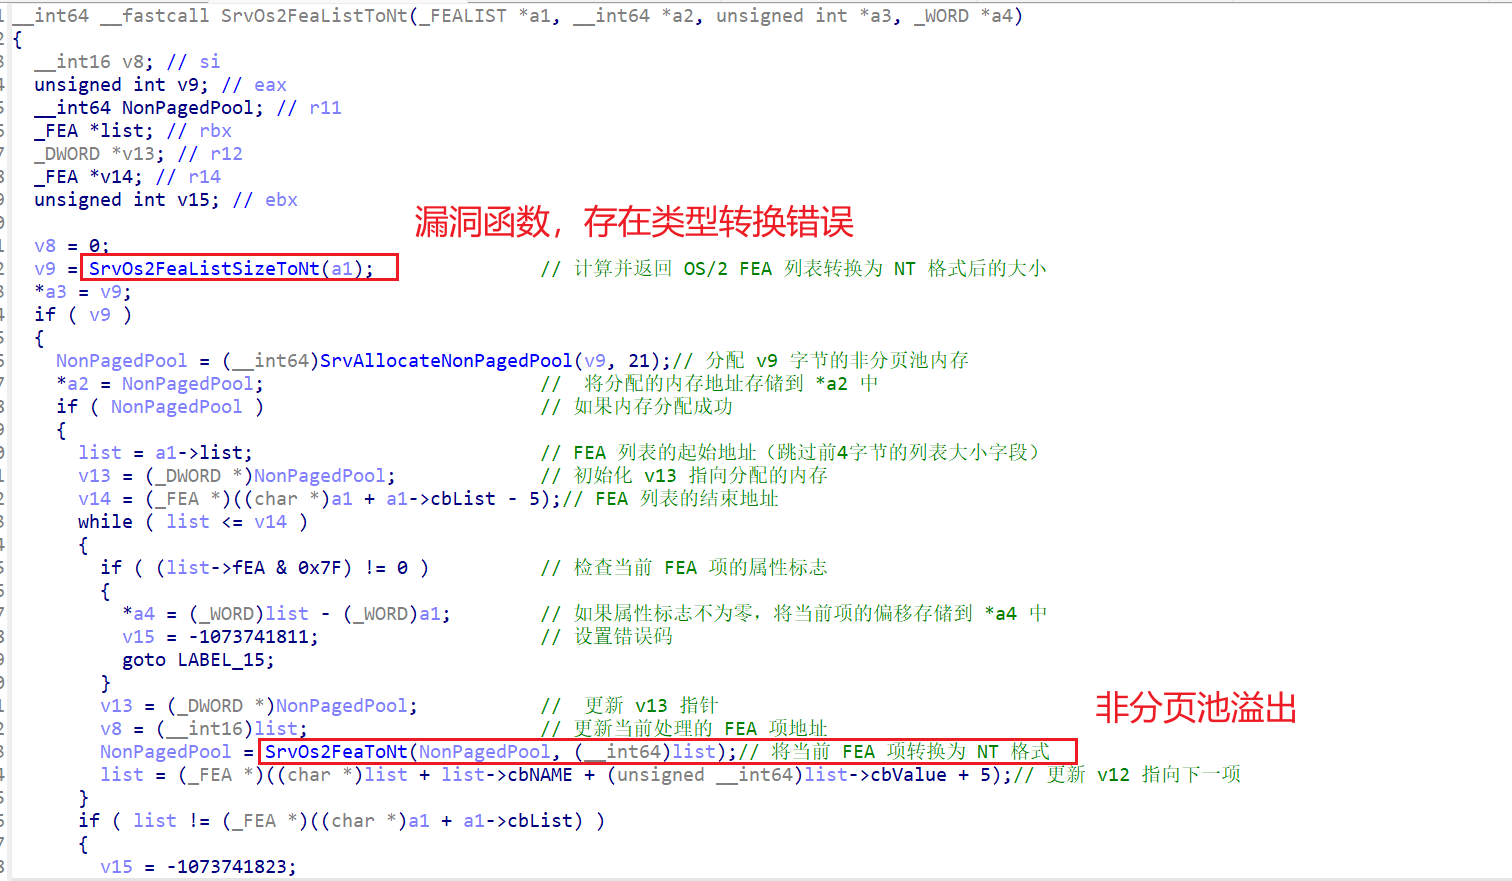 __int64 __fastcall SrvOs2FeaListToNt(_FEALIST *a1, __int64 *a2, unsigned int *a3, _WORD *a4)
{
__int16 v8; // si
unsigned int v9; // eax
__int64 NonPagedPool; // r11
_FEA *list; // rbx
_DWORD *v13; // r12
_FEA *v14; // r14
unsigned int v15; // ebx
漏洞函数，存在类型转换错误
v8 = 0;
v9 = SrvOs2FeaListSizeToNt(a1); // 计算并返回 OS/2 FEA 列表转换为 NT 格式后的大小
*a3 = v9;
if ( v9 )
{
NonPagedPool = (__int64)SrvAllocateNonPagedPool(v9, 21);// 分配 v9 字节的非分页池内存
*a2 = NonPagedPool; // 将分配的内存地址存储到 *a2 中
if ( NonPagedPool ) // 如果内存分配成功
{
list = a1->list; // FEA 列表的起始地址（跳过前4字节的列表大小字段）
v13 = (_DWORD *)NonPagedPool; // 初始化 v13 指向分配的内存
v14 = (_FEA *)((char *)a1 + a1->cbList - 5);// FEA 列表的结束地址
while ( list <= v14 )
{
if ( (list->fEA & 0x7F) != 0 ) // 检查当前 FEA 项的属性标志
{
*a4 = (_WORD)list - (_WORD)a1; // 如果属性标志不为零，将当前项的偏移存储到 *a4 中
v15 = -1073741811; // 设置错误码
goto LABEL_15;
}
v13 = (_DWORD *)NonPagedPool; // 更新 v13 指针
非分页池溢出
v8 = (__int16)list; // 更新当前处理的 FEA 项地址
NonPagedPool = SrvOs2FeaToNt(NonPagedPool, (__int64)list);// 将当前 FEA 项转换为 NT 格式
list = (_FEA *)((char *)list + list->cbNAME + (unsigned __int64)list->cbValue + 5);// 更新 v12 指向下一项
}
if ( list != (_FEA *)((char *)a1 + a1->cbList) )
{
v15 = -1073741823;